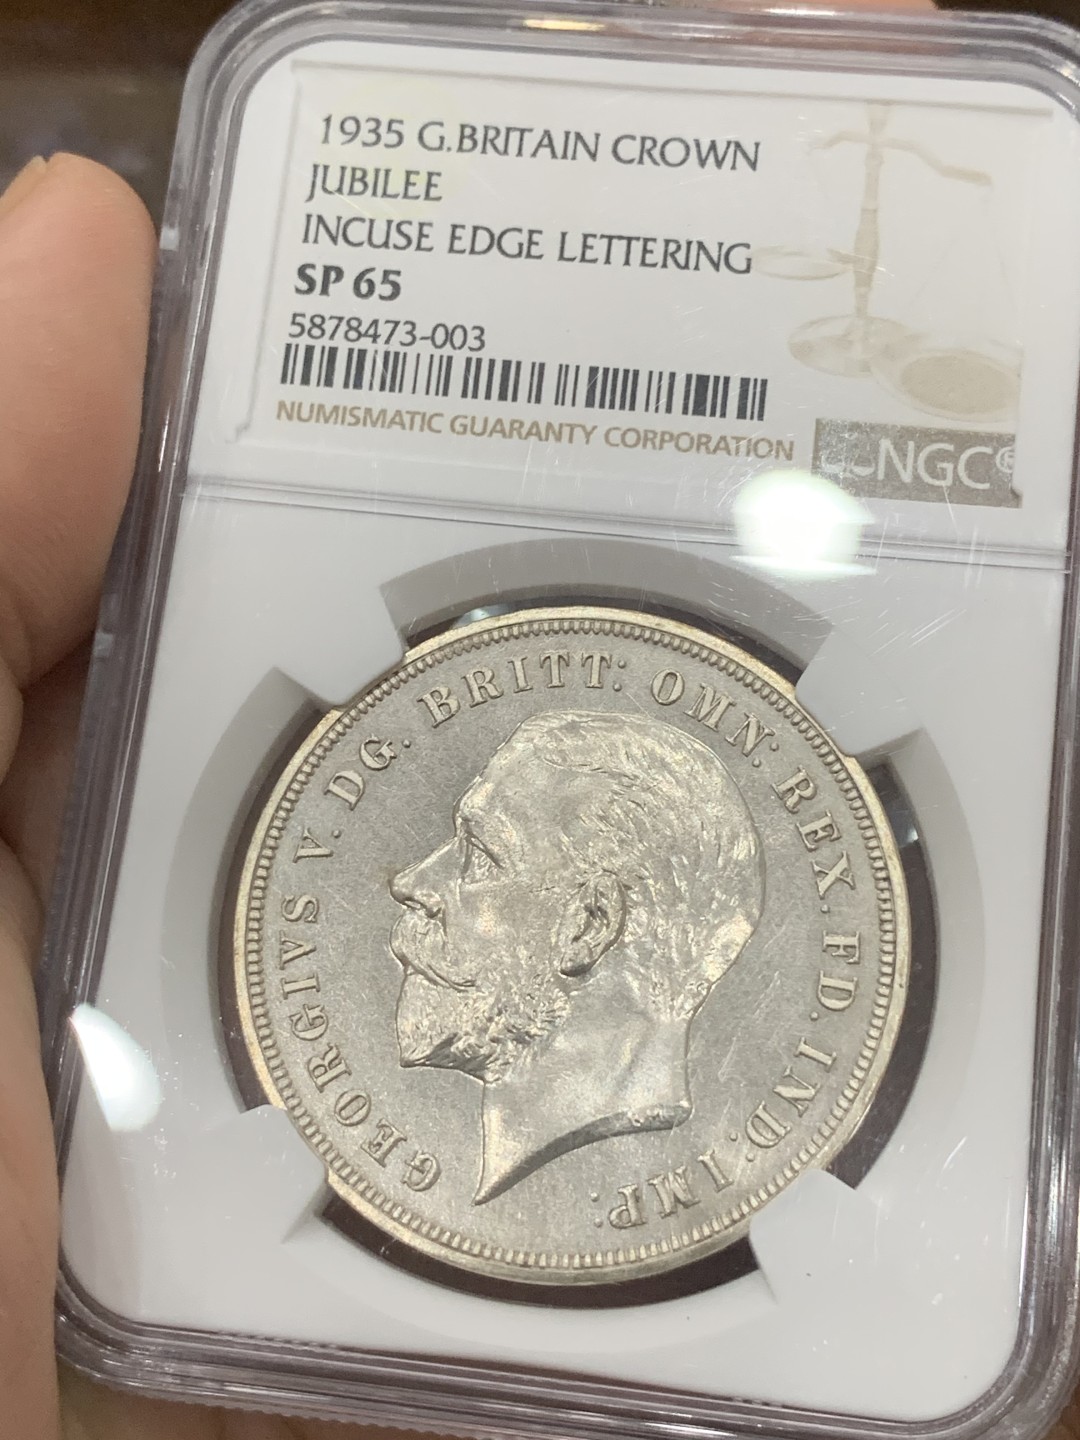 1935 G.BRITAIN CROWN
JUBILEE
INCUSE EDGE LETTERING
SP 65
5878473-003
NUMISMATIC GUARANTY CORPORATION
NGC®
GEORGIVS V. DG. BRITT: OMN: REX. FD. IND: IMP: